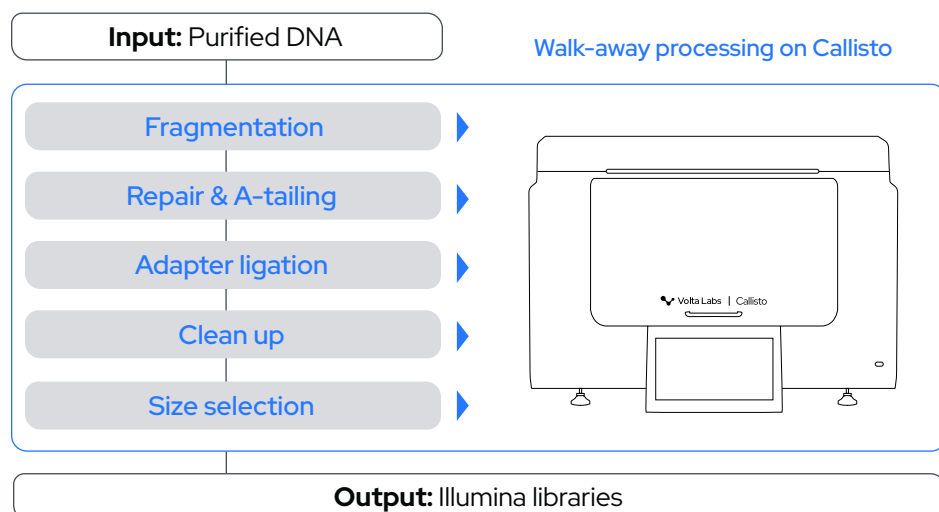 Input: Purified DNA
Walk-away processing on Callisto
Fragmentation
Repair & A-tailing
Adapter ligation
Clean up
Size selection
Volta Labs | Callisto
Output: Illumina libraries